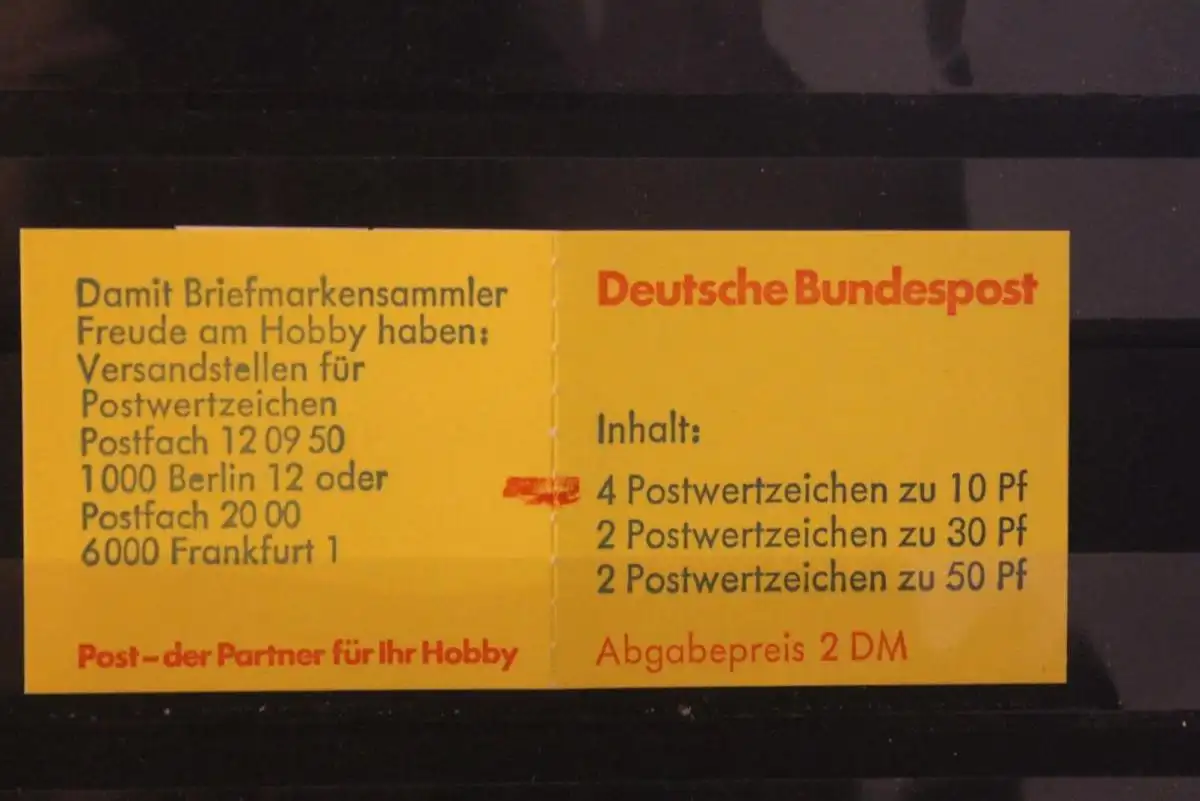 Damit Briefmarkensammler
Freude am Hobby haben:
Versandstellen für
Postwertzeichen
Postfach 12 09 50
1000 Berlin 12 oder
Postfach 20 00
6000 Frankfurt 1
Post–der Partner für Ihr Hobby
Deutsche Bundespost
Inhalt:
4 Postwertzeichen zu 10 Pf
2 Postwertzeichen zu 30 Pf
2 Postwertzeichen zu 50 Pf
Abgabepreis 2 DM